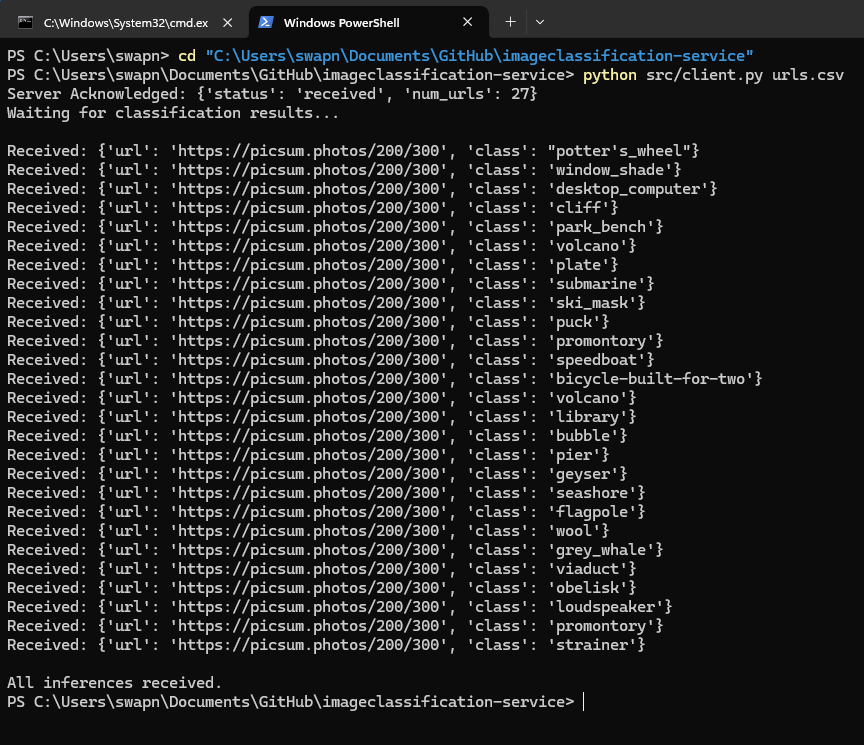 C:\Windows\System32\cmd.ex
Windows PowerShell
PS C:\Users\swapn> cd "C:\Users\swapn\Documents\GitHub\imageclassification-service"
PS C:\Users\swapn\Documents\GitHub\imageclassification-service> python src/client.py urls.csv
Server Acknowledged: {'status': 'received', 'num_urls': 27}
Waiting for classification results...
Received: {'url': 'https://picsum.photos/200/300', 'class': "potter's_wheel"}
Received: {'url': 'https://picsum.photos/200/300', 'class': 'window_shade'}
Received: {'url': 'https://picsum.photos/200/300', 'class': 'desktop_computer'}
Received: {'url': 'https://picsum.photos/200/300', 'class': 'cliff'}
Received: {'url': 'https://picsum.photos/200/300', 'class': 'park_bench'}
Received: {'url': 'https://picsum.photos/200/300', 'class': 'volcano'}
Received: {'url': 'https://picsum.photos/200/300', 'class': 'plate'}
Received: {'url': 'https://picsum.photos/200/300', 'class': 'submarine'}
Received: {'url': 'https://picsum.photos/200/300', 'class': 'ski_mask'}
Received: {'url': 'https://picsum.photos/200/300', 'class': 'puck'}
Received: {'url': 'https://picsum.photos/200/300', 'class': 'promontory'}
Received: {'url': 'https://picsum.photos/200/300', 'class': 'speedboat'}
Received: {'url': 'https://picsum.photos/200/300', 'class': 'bicycle-built-for-two'}
Received: {'url': 'https://picsum.photos/200/300', 'class': 'volcano'}
Received: {'url': 'https://picsum.photos/200/300', 'class': 'library'}
Received: {'url': 'https://picsum.photos/200/300', 'class': 'bubble'}
Received: {'url': 'https://picsum.photos/200/300', 'class': 'pier'}
Received: {'url': 'https://picsum.photos/200/300', 'class': 'geyser'}
Received: {'url': 'https://picsum.photos/200/300', 'class': 'seashore'}
Received: {'url': 'https://picsum.photos/200/300', 'class': 'flagpole'}
Received: {'url': 'https://picsum.photos/200/300', 'class': 'wool'}
Received: {'url': 'https://picsum.photos/200/300', 'class': 'grey_whale'}
Received: {'url': 'https://picsum.photos/200/300', 'class': 'viaduct'}
Received: {'url': 'https://picsum.photos/200/300', 'class': 'obelisk'}
Received: {'url': 'https://picsum.photos/200/300', 'class': 'loudspeaker'}
Received: {'url': 'https://picsum.photos/200/300', 'class': 'promontory'}
Received: {'url': 'https://picsum.photos/200/300', 'class': 'strainer'}
All inferences received.
PS C:\Users\swapn\Documents\GitHub\imageclassification-service>